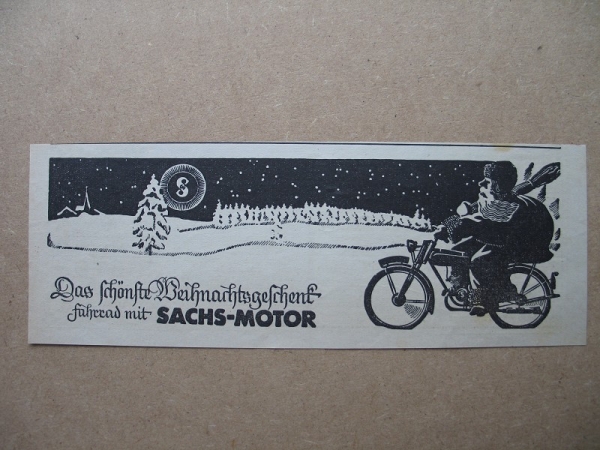 S
Das schönste Weihnachtsgeschenk
Fahrrad mit SACHS-MOTOR